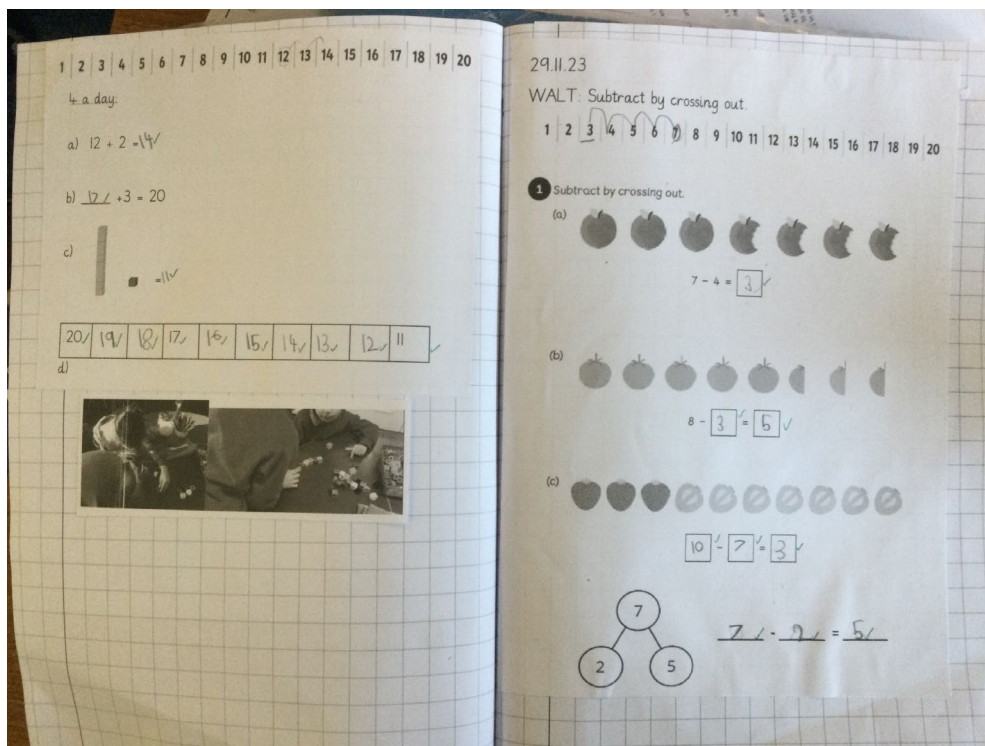 1 2 3 4 5 6 7 8 9 10 11 12 13 14 15 16 17 18 19 20
4 a day:
a) 12 + 2 = 14
b) 17 +3 = 20
c)
= 11
20 19 18 17 16 15 14 13 12 11
d)
29.11.23
WALT: Subtract by crossing out.
1 2 3 4 5 6 7 8 9 10 11 12 13 14 15 16 17 18 19 20
1 Subtract by crossing out.
(a)
7 - 4 = 3
(b)
8 - 3 = 5
(c)
10 - 7 = 3
7
2 5
7 - 2 = 5